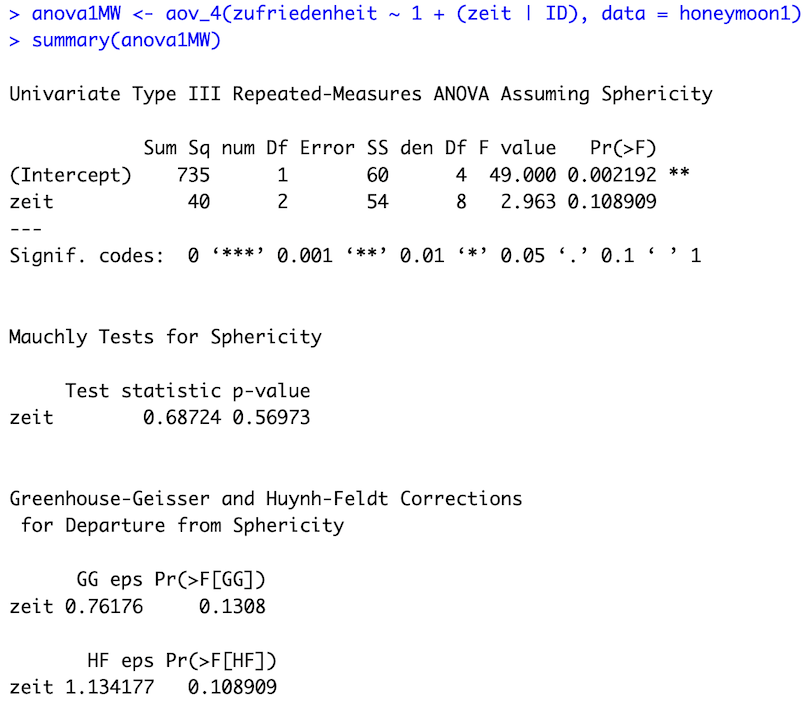 > anova1MW <- aov_4(zufriedenheit ~ 1 + (zeit | ID), data = honeymoon1)
> summary(anova1MW)
Univariate Type III Repeated-Measures ANOVA Assuming Sphericity
Sum Sq num Df Error SS den Df F value Pr(>F)
(Intercept) 735 1 60 4 49.000 0.002192 **
zeit 40 2 54 8 2.963 0.108909
---
Signif. codes: 0 ‘***’ 0.001 ‘**’ 0.01 ‘*’ 0.05 ‘.’ 0.1 ‘ ’ 1
Mauchly Tests for Sphericity
Test statistic p-value
zeit 0.68724 0.56973
Greenhouse-Geisser and Huynh-Feldt Corrections
for Departure from Sphericity
GG eps Pr(>F[GG])
zeit 0.76176 0.1308
HF eps Pr(>F[HF])
zeit 1.134177 0.108909